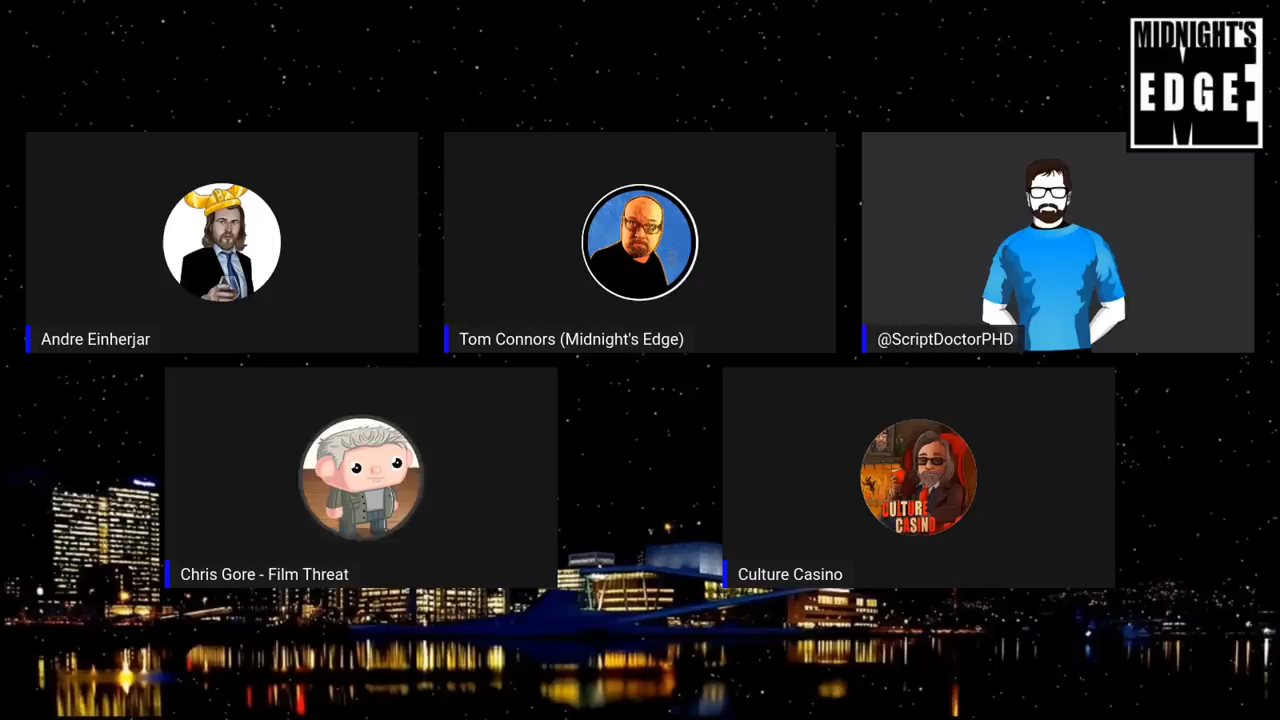 MIDNIGHT'S
EDGE
Andre Einherjar
Tom Connors (Midnight's Edge)
@ScriptDoctorPHD
CULTURE
CASINO
Chris Gore - Film Threat
Culture Casino